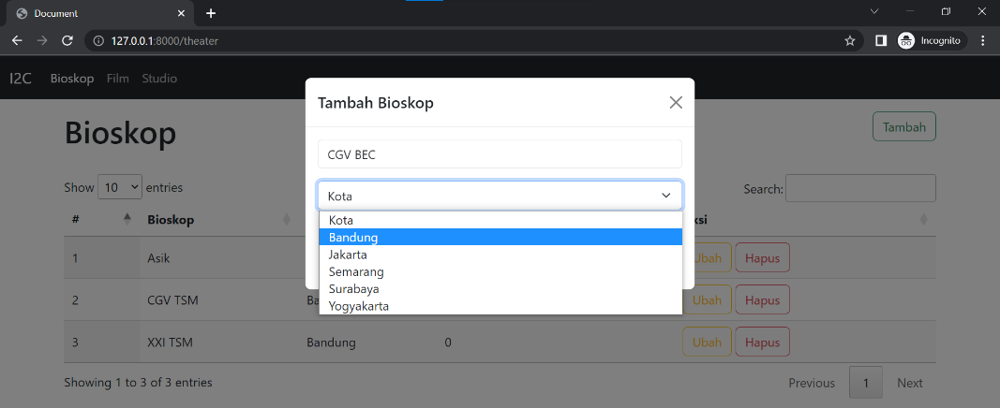 Document
127.0.0.1:8000/theater
Incognito
I2C Bioskop Film Studio
Tambah Bioskop
Bioskop
Tambah
CGV BEC
Show 10 entries
Search:
Kota
# Bioskop
Kota
Bandung
Jakarta
Semarang
Surabaya
Yogyakarta
1 Asik Ubah Hapus
2 CGV TSM Ubah Hapus
3 XXI TSM Bandung 0 Ubah Hapus
Showing 1 to 3 of 3 entries
Previous 1 Next